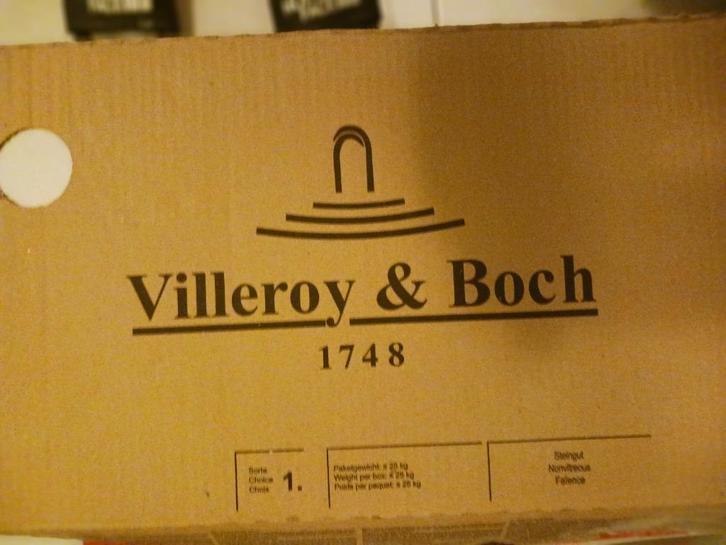 Villeroy & Boch
1748
Sorte
Choice
Choix
1.
Paketgewicht: ≤ 25 kg
Weight per box: ≤ 25 kg
Poids par paquet: ≤ 25 kg
Steingut
Nonvitreous
Faïence